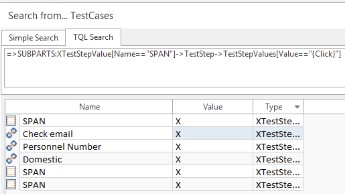 Search from... TestCases
Simple Search TQL Search
=>SUBPARTS:XTestStepValue[Name=="SPAN"]->TestStep->TestStepValues[Value=="{Click}"]
Name Value Type
SPAN X XTestSte...
Check email X XTestSte...
Personnel Number X XTestSte...
Domestic X XTestSte...
SPAN X XTestSte...
SPAN X XTestSte...